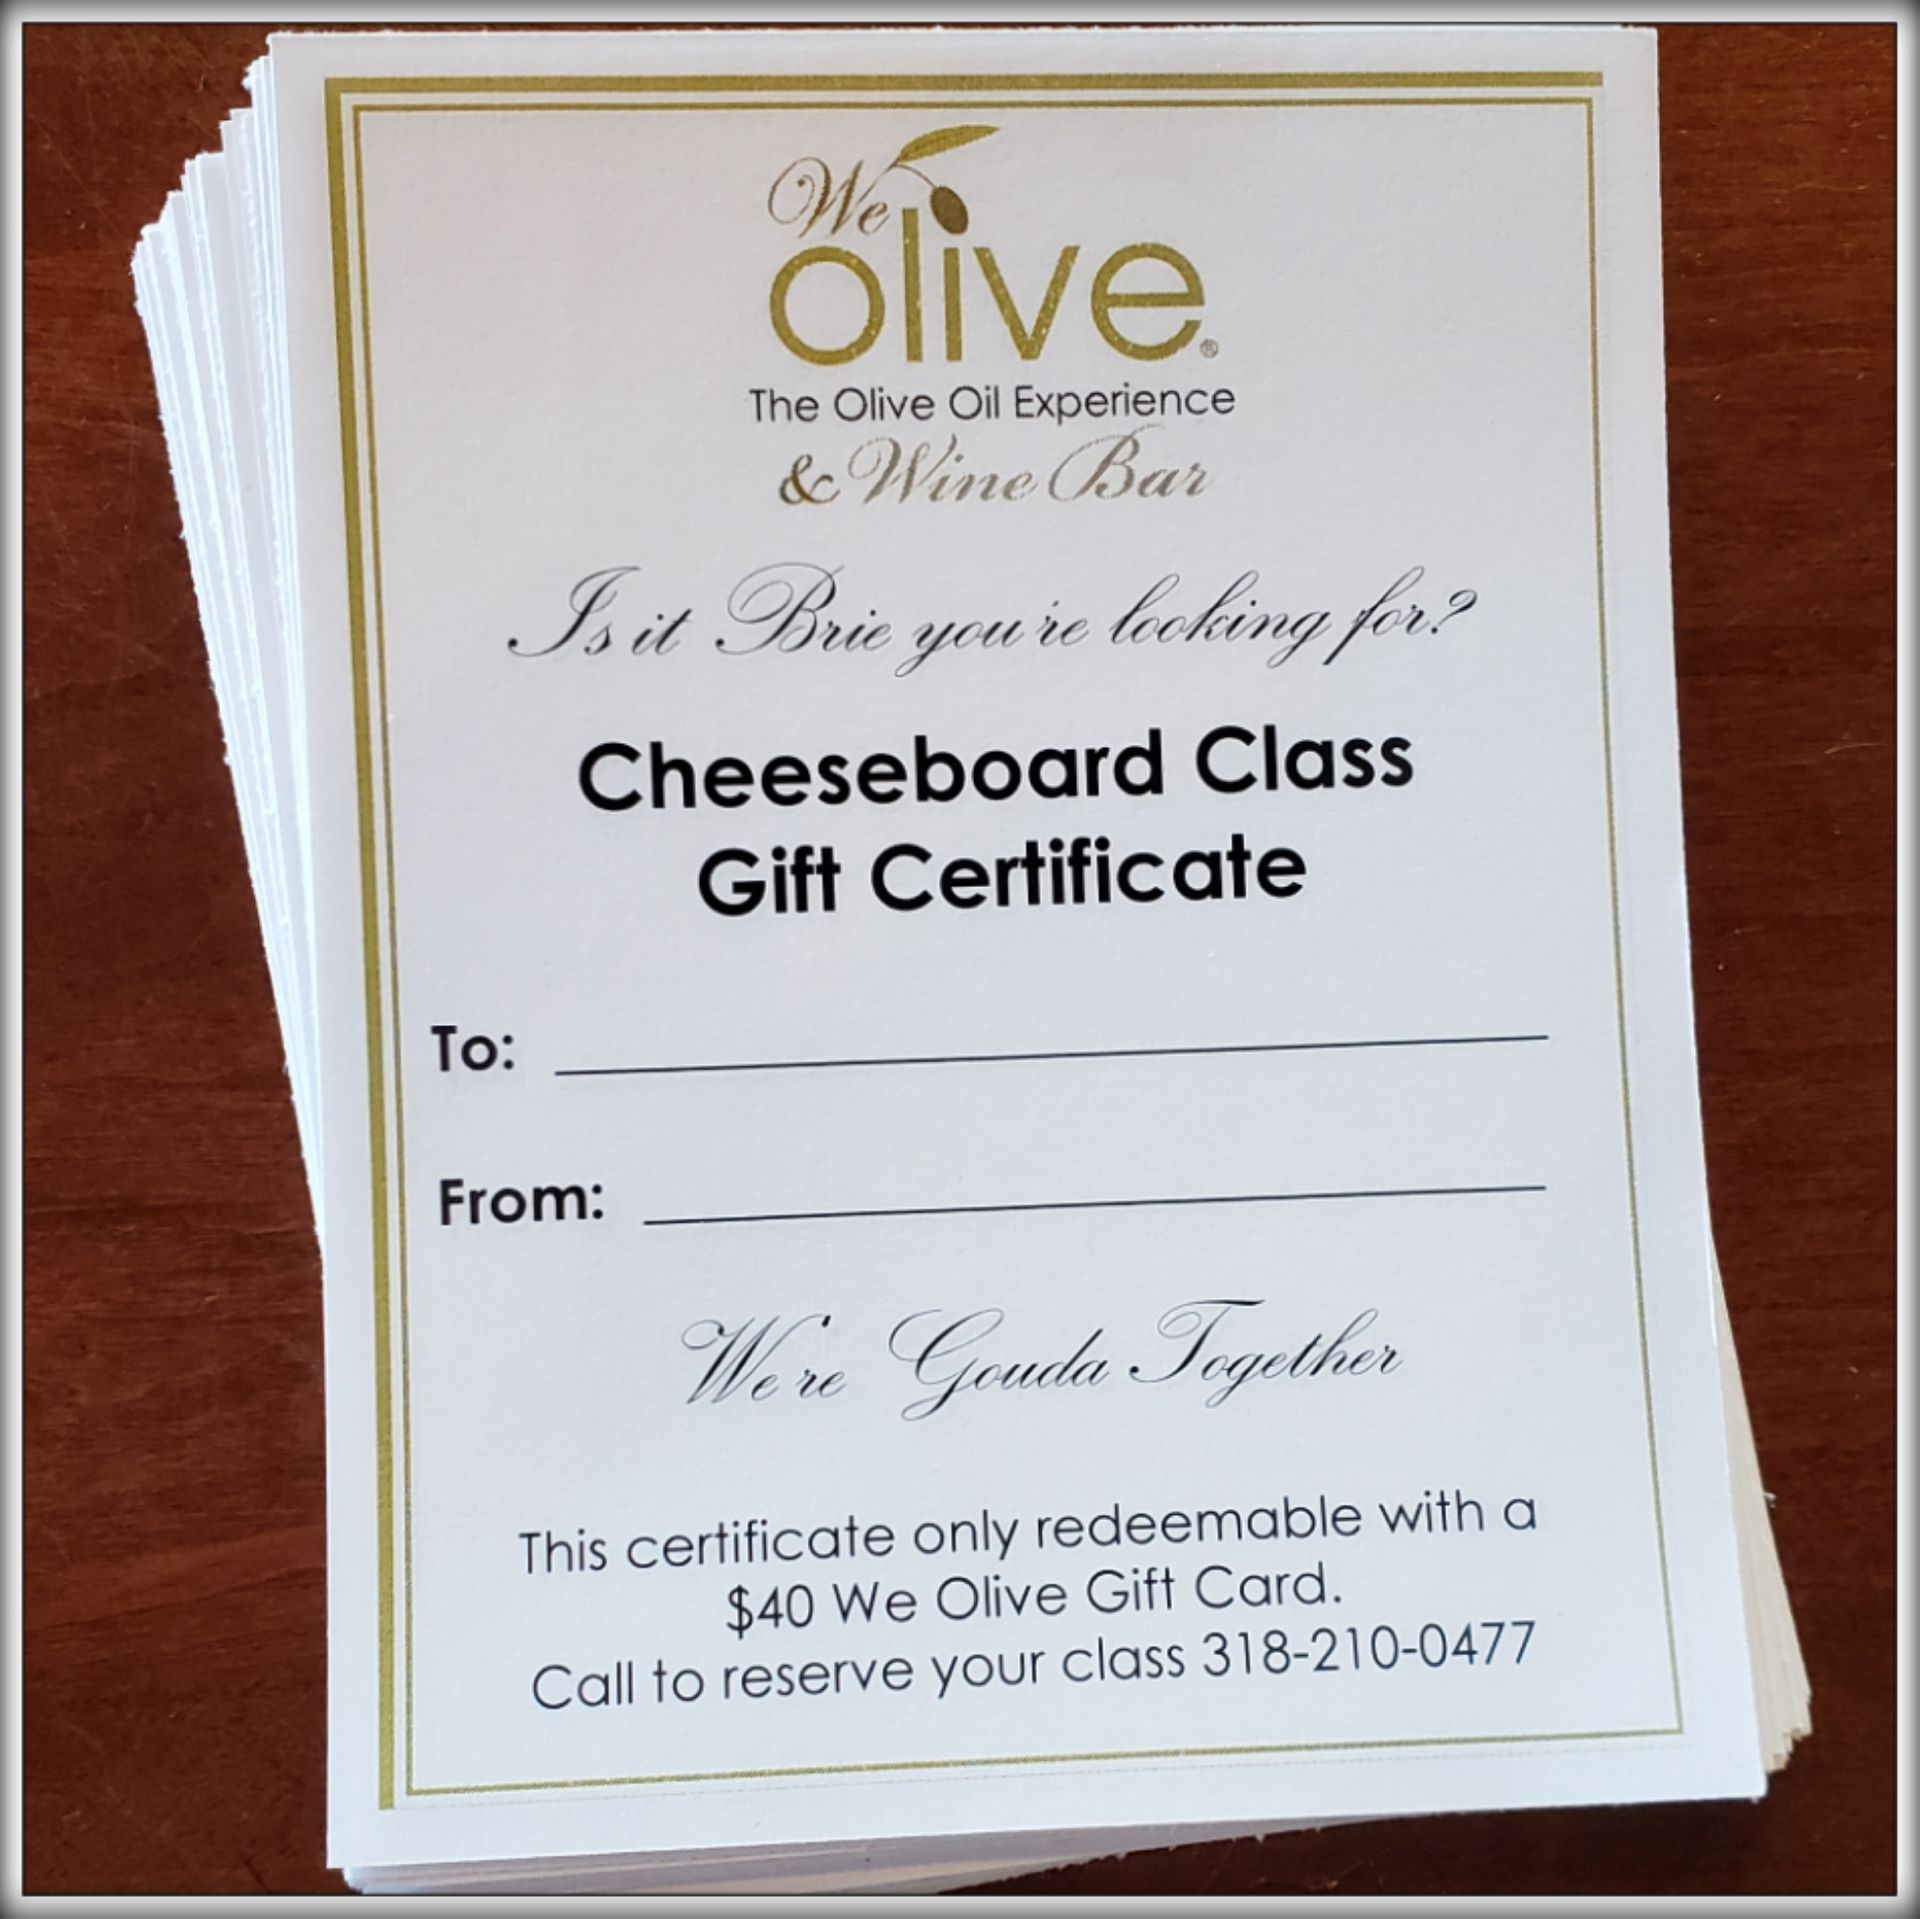 We
olive®
The Olive Oil Experience
& Wine Bar
Is it Brie you're looking for?
Cheeseboard Class
Gift Certificate
To:
From:
We're Gouda Together
This certificate only redeemable with a
$40 We Olive Gift Card.
Call to reserve your class 318-210-0477